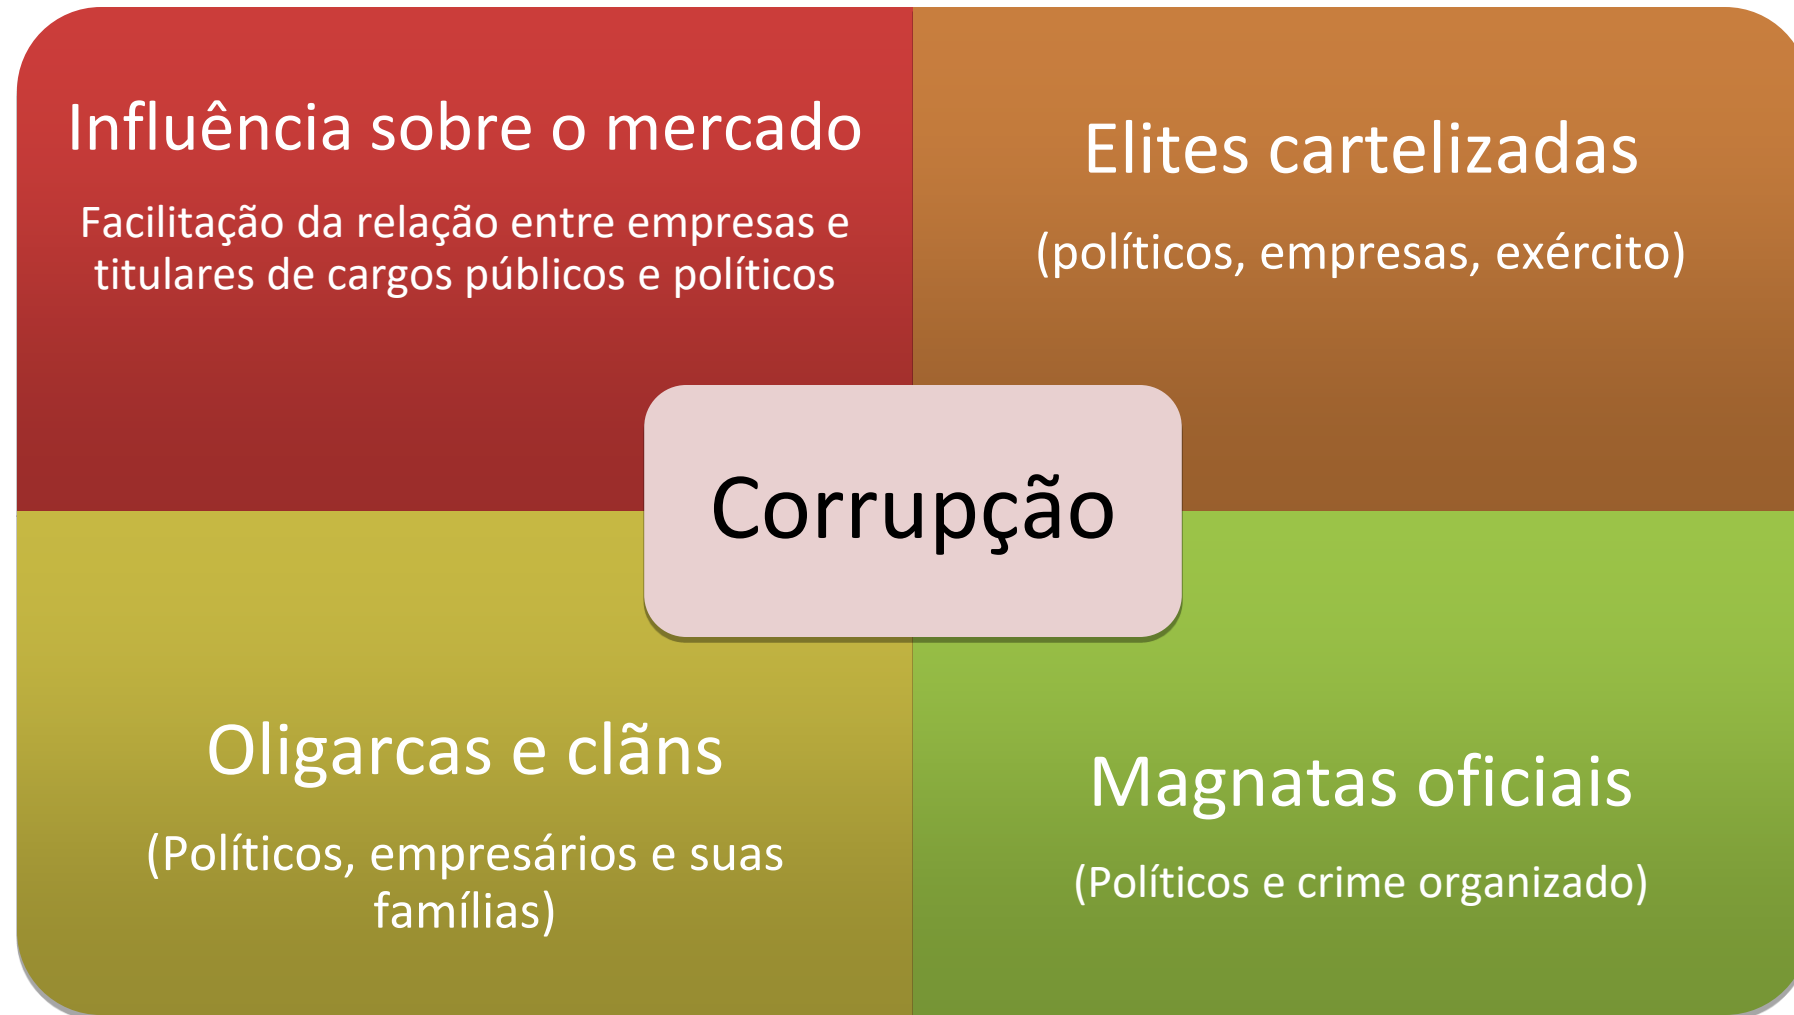 Influência sobre o mercado
Facilitação da relação entre empresas e
titulares de cargos públicos e políticos
Elites cartelizadas
(políticos, empresas, exército)
Corrupção
Oligarcas e clãns
(Políticos, empresários e suas
famílias)
Magnatas oficiais
(Políticos e crime organizado)